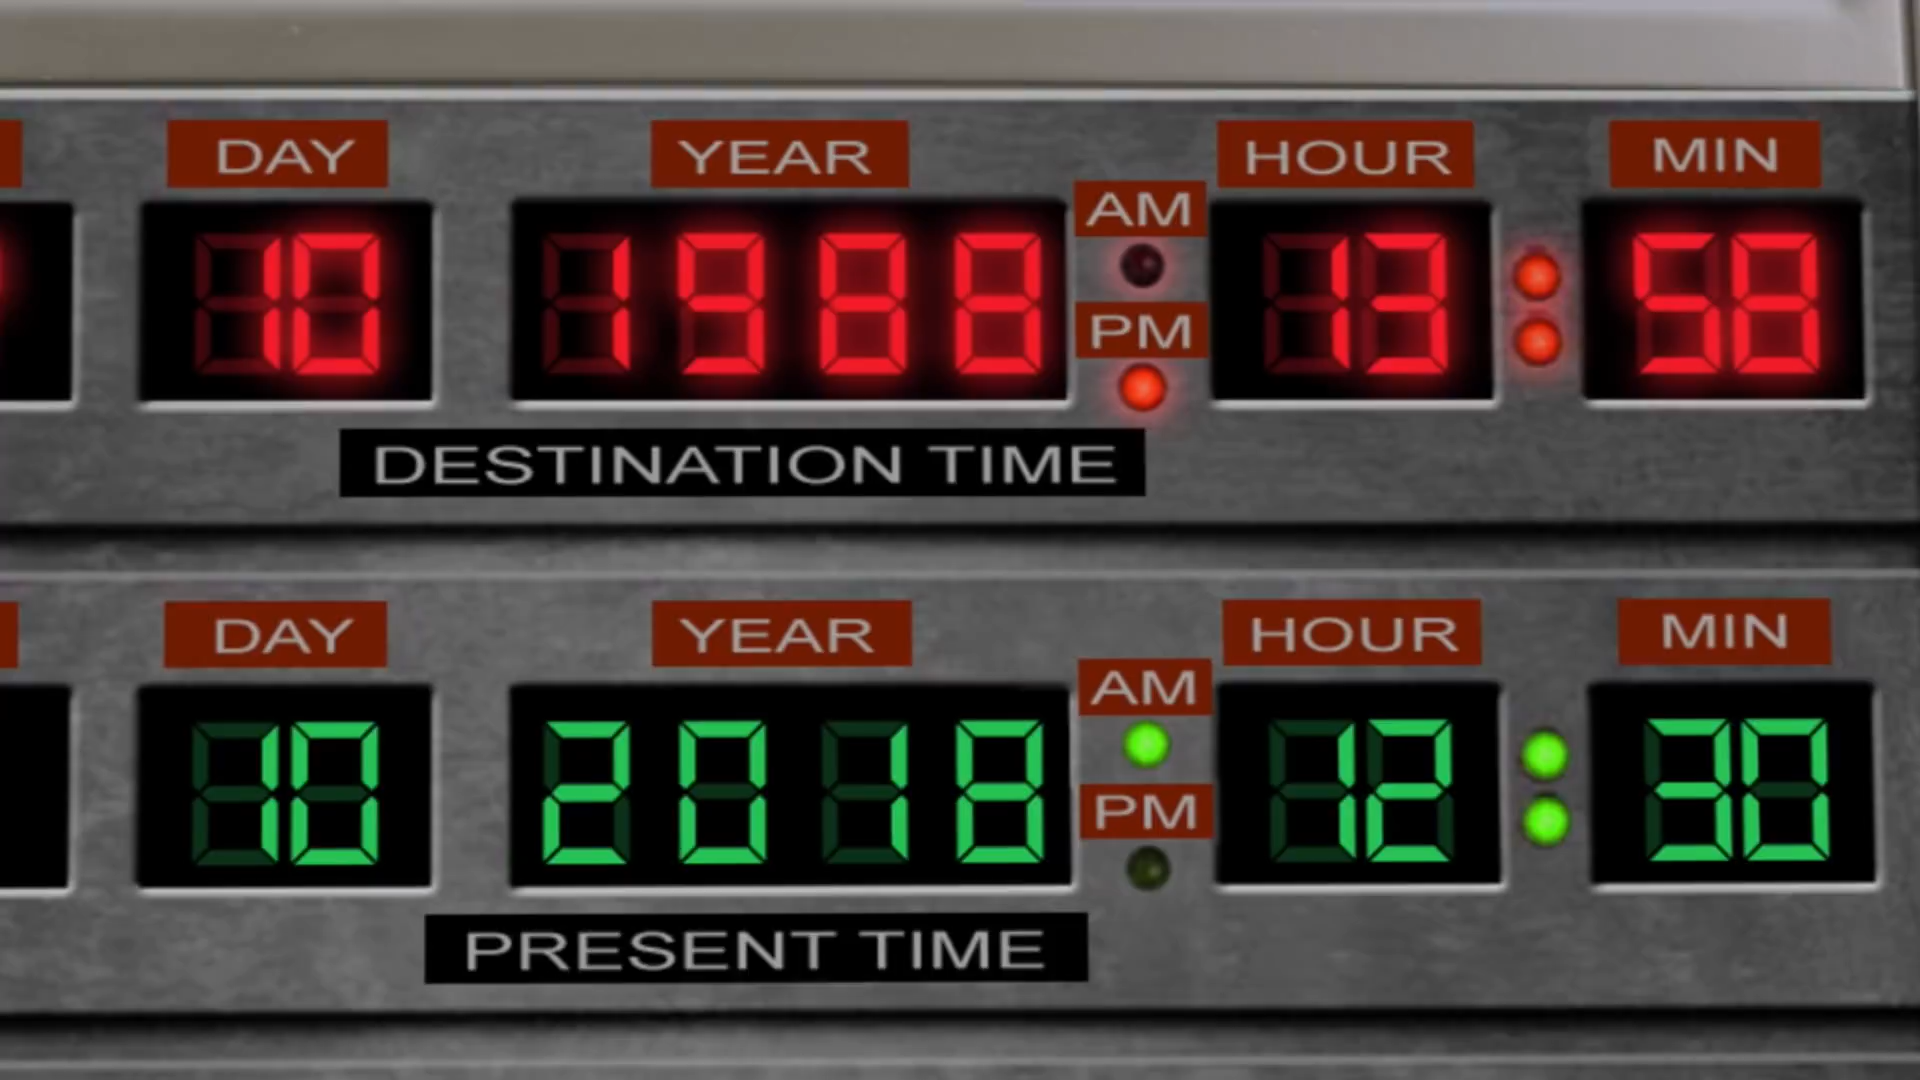 DAY YEAR HOUR MIN
AM
10 1988 13:58
PM
DESTINATION TIME
DAY YEAR HOUR MIN
AM
10 2018 12:30
PM
PRESENT TIME